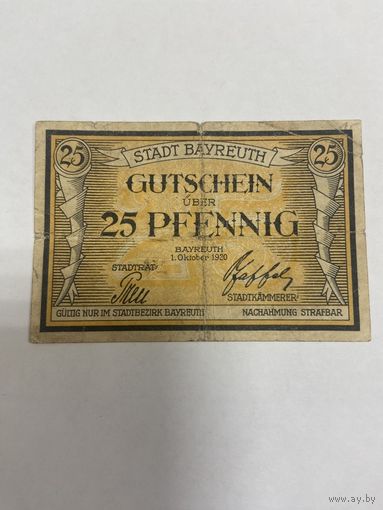 25 STADT BAYREUTH 25
GUTSCHEIN
ÜBER
25 PFENNIG
BAYREUTH
1. Oktober 1920
STADTRAT
STADTKÄMMERER
GÜLTIG NUR IM STADTBEZIRK BAYREUTH NACHAHMUNG STRAFBAR
www.ay.by